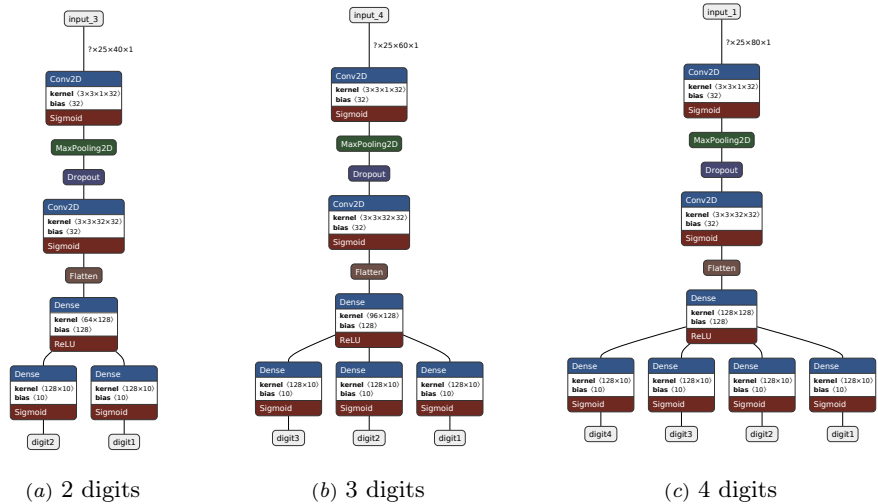 input_3
?×25×40×1
Conv2D
kernel ⟨3×3×1×32⟩
bias ⟨32⟩
Sigmoid
MaxPooling2D
Dropout
Conv2D
kernel ⟨3×3×32×32⟩
bias ⟨32⟩
Sigmoid
Flatten
Dense
kernel ⟨64×128⟩
bias ⟨128⟩
ReLU
Dense
kernel ⟨128×10⟩
bias ⟨10⟩
Sigmoid
digit2
Dense
kernel ⟨128×10⟩
bias ⟨10⟩
Sigmoid
digit1
(a) 2 digits
input_4
?×25×60×1
Conv2D
kernel ⟨3×3×1×32⟩
bias ⟨32⟩
Sigmoid
MaxPooling2D
Dropout
Conv2D
kernel ⟨3×3×32×32⟩
bias ⟨32⟩
Sigmoid
Flatten
Dense
kernel ⟨96×128⟩
bias ⟨128⟩
ReLU
Dense
kernel ⟨128×10⟩
bias ⟨10⟩
Sigmoid
digit3
Dense
kernel ⟨128×10⟩
bias ⟨10⟩
Sigmoid
digit2
Dense
kernel ⟨128×10⟩
bias ⟨10⟩
Sigmoid
digit1
(b) 3 digits
input_1
?×25×80×1
Conv2D
kernel ⟨3×3×1×32⟩
bias ⟨32⟩
Sigmoid
MaxPooling2D
Dropout
Conv2D
kernel ⟨3×3×32×32⟩
bias ⟨32⟩
Sigmoid
Flatten
Dense
kernel ⟨128×128⟩
bias ⟨128⟩
ReLU
Dense
kernel ⟨128×10⟩
bias ⟨10⟩
Sigmoid
digit4
Dense
kernel ⟨128×10⟩
bias ⟨10⟩
Sigmoid
digit3
Dense
kernel ⟨128×10⟩
bias ⟨10⟩
Sigmoid
digit2
Dense
kernel ⟨128×10⟩
bias ⟨10⟩
Sigmoid
digit1
(c) 4 digits